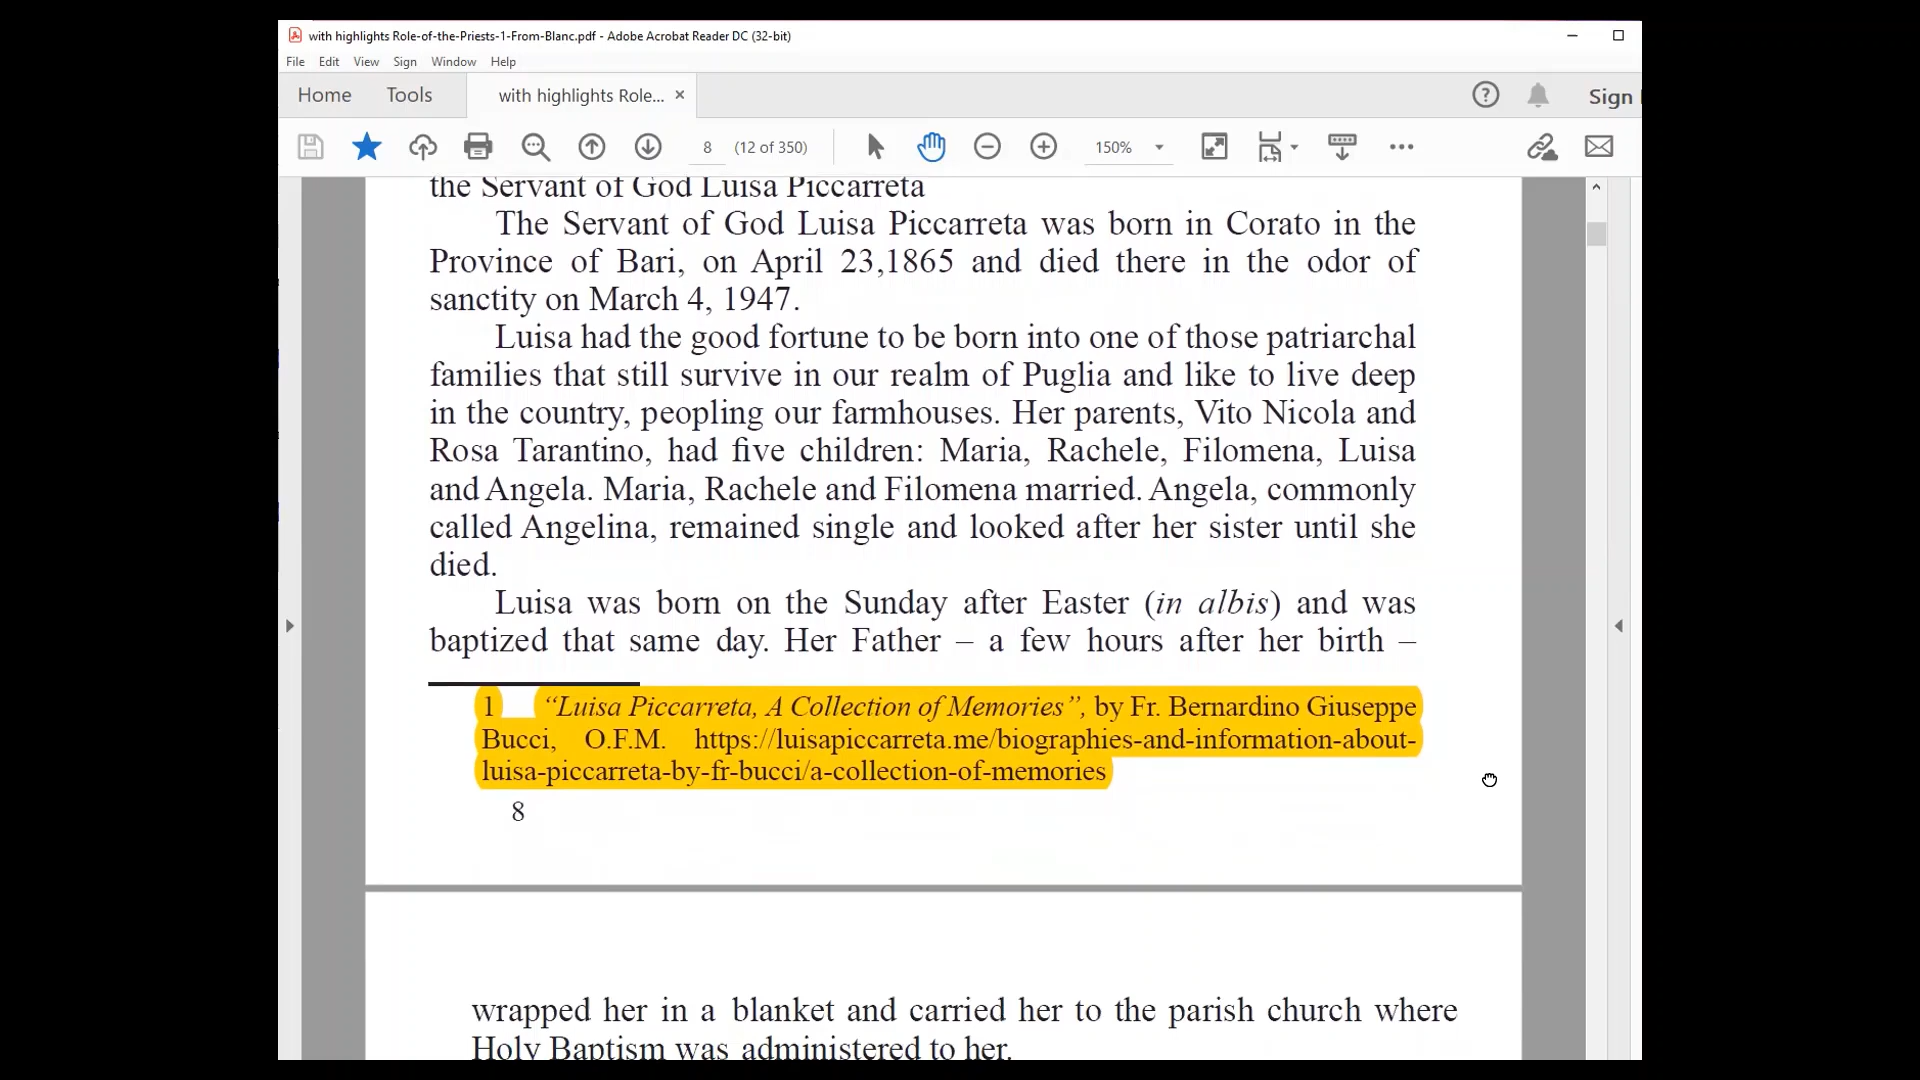 with highlights Role-of-the-Priests-1-From-Blanc.pdf - Adobe Acrobat Reader DC (32-bit)
File Edit View Sign Window Help
Home Tools with highlights Role... × Sign
8 (12 of 350) 150%
the Servant of God Luisa Piccarreta
The Servant of God Luisa Piccarreta was born in Corato in the
Province of Bari, on April 23,1865 and died there in the odor of
sanctity on March 4, 1947.
Luisa had the good fortune to be born into one of those patriarchal
families that still survive in our realm of Puglia and like to live deep
in the country, peopling our farmhouses. Her parents, Vito Nicola and
Rosa Tarantino, had five children: Maria, Rachele, Filomena, Luisa
and Angela. Maria, Rachele and Filomena married. Angela, commonly
called Angelina, remained single and looked after her sister until she
died.
Luisa was born on the Sunday after Easter (in albis) and was
baptized that same day. Her Father – a few hours after her birth –
1 “Luisa Piccarreta, A Collection of Memories”, by Fr. Bernardino Giuseppe
Bucci, O.F.M. https://luisapiccarreta.me/biographies-and-information-about-
luisa-piccarreta-by-fr-bucci/a-collection-of-memories
8
wrapped her in a blanket and carried her to the parish church where
Holy Baptism was administered to her.